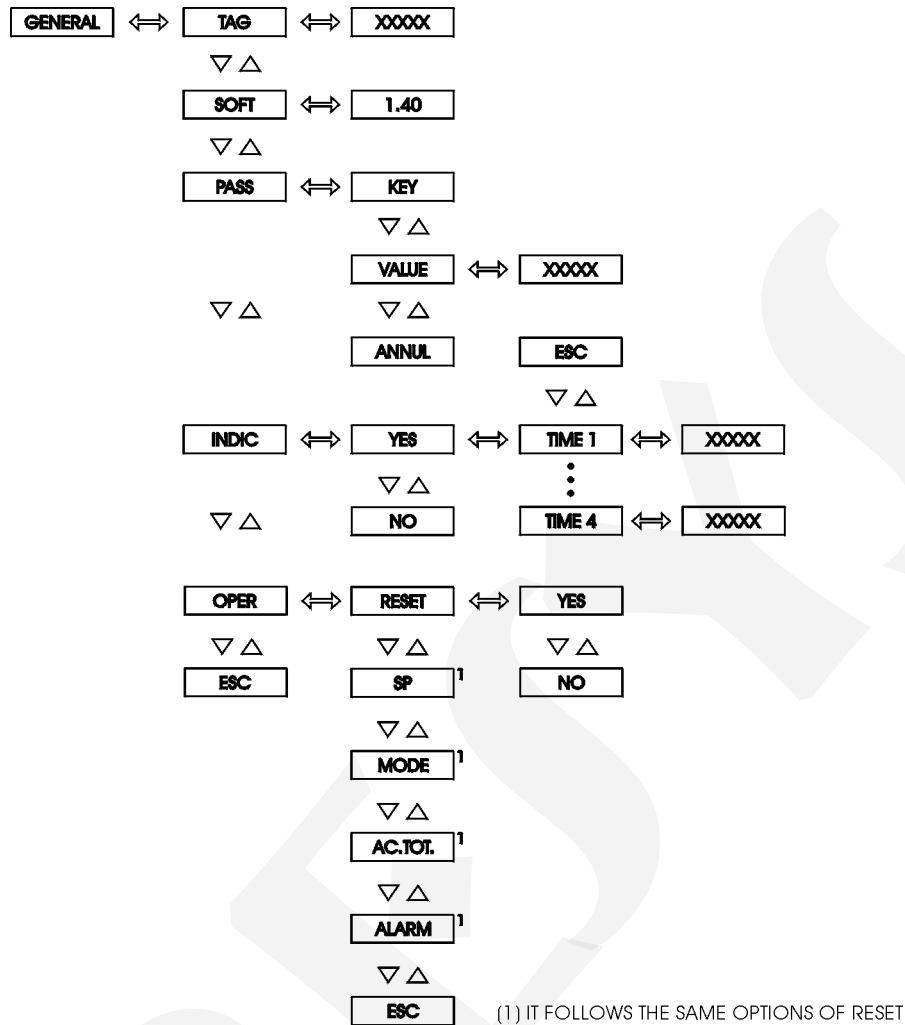 GENERAL TAG XXXXX
SOFT 1.40
PASS KEY
VALUE XXXXX
ANNUL ESC
INDIC YES TIME 1 XXXXX
NO TIME 4 XXXXX
OPER RESET YES
ESC SP 1 NO
MODE 1
AC.TOT. 1
ALARM 1
ESC (1) IT FOLLOWS THE SAME OPTIONS OF RESET